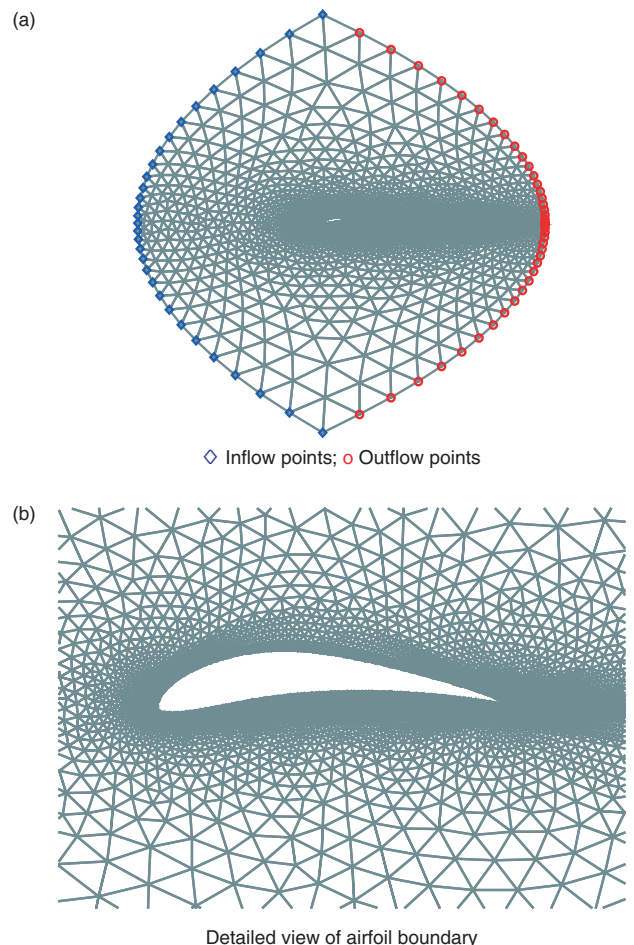 (a)
◇ Inflow points; o Outflow points
(b)
Detailed view of airfoil boundary